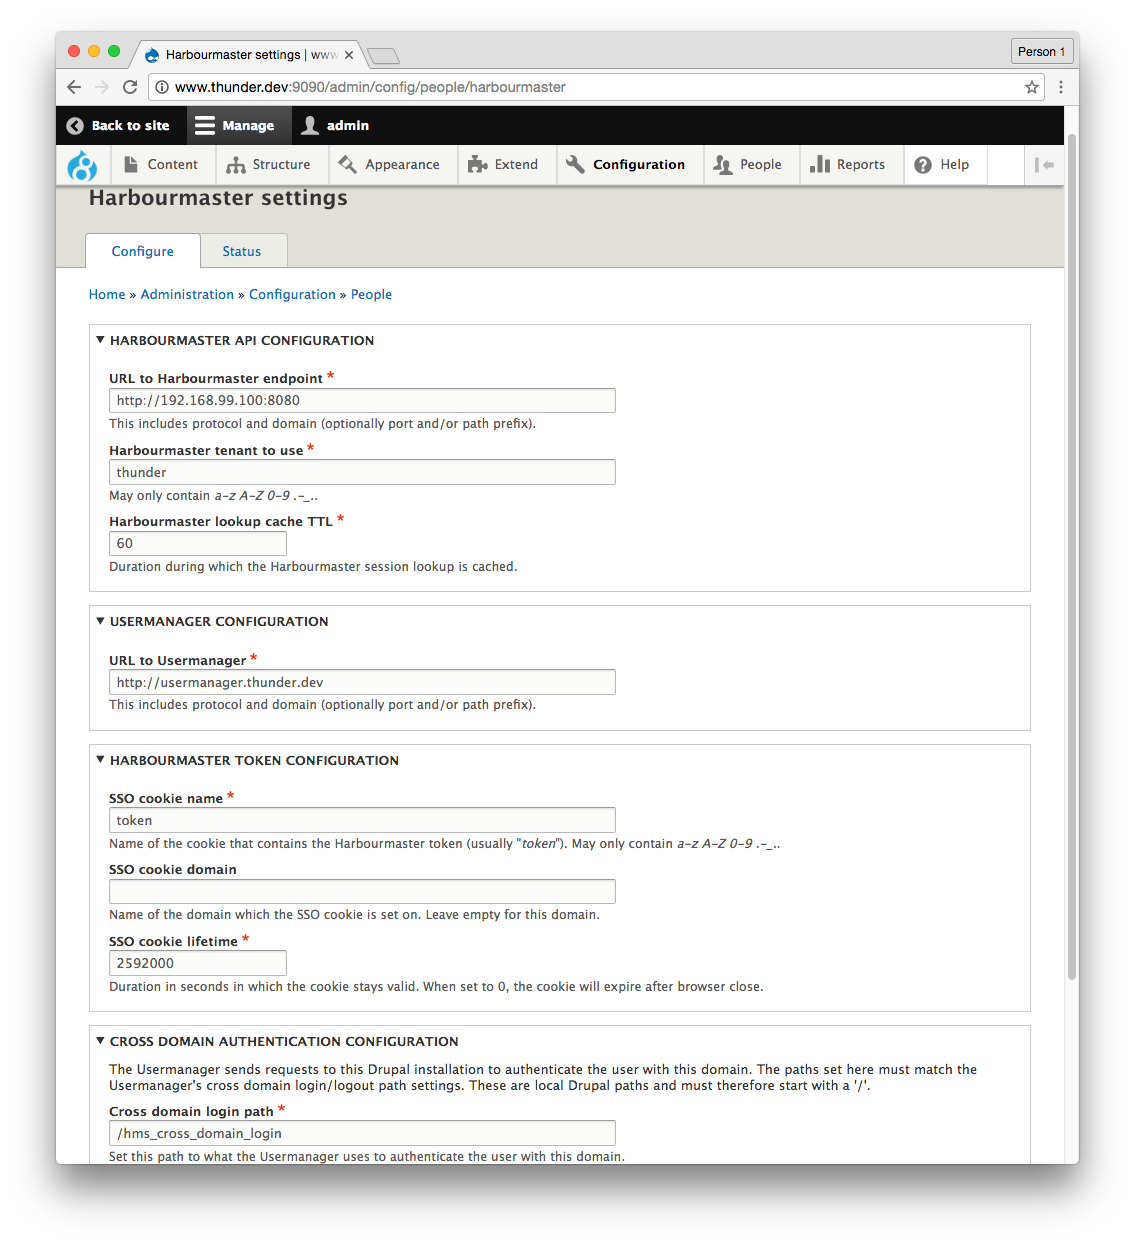 Harbourmaster settings | www
Person 1
www.thunder.dev:9090/admin/config/people/harbourmaster
Back to site
Manage
admin
Content
Structure
Appearance
Extend
Configuration
People
Reports
Help
Harbourmaster settings
Configure
Status
Home » Administration » Configuration » People
HARBOURMASTER API CONFIGURATION
URL to Harbourmaster endpoint *
http://192.168.99.100:8080
This includes protocol and domain (optionally port and/or path prefix).
Harbourmaster tenant to use *
thunder
May only contain a-z A-Z 0-9 .-_..
Harbourmaster lookup cache TTL *
60
Duration during which the Harbourmaster session lookup is cached.
USERMANAGER CONFIGURATION
URL to Usermanager *
http://usermanager.thunder.dev
This includes protocol and domain (optionally port and/or path prefix).
HARBOURMASTER TOKEN CONFIGURATION
SSO cookie name *
token
Name of the cookie that contains the Harbourmaster token (usually "token"). May only contain a-z A-Z 0-9 .-_..
SSO cookie domain
Name of the domain which the SSO cookie is set on. Leave empty for this domain.
SSO cookie lifetime *
2592000
Duration in seconds in which the cookie stays valid. When set to 0, the cookie will expire after browser close.
CROSS DOMAIN AUTHENTICATION CONFIGURATION
The Usermanager sends requests to this Drupal installation to authenticate the user with this domain. The paths set here must match the
Usermanager's cross domain login/logout path settings. These are local Drupal paths and must therefore start with a '/'.
Cross domain login path *
/hms_cross_domain_login
Set this path to what the Usermanager uses to authenticate the user with this domain.